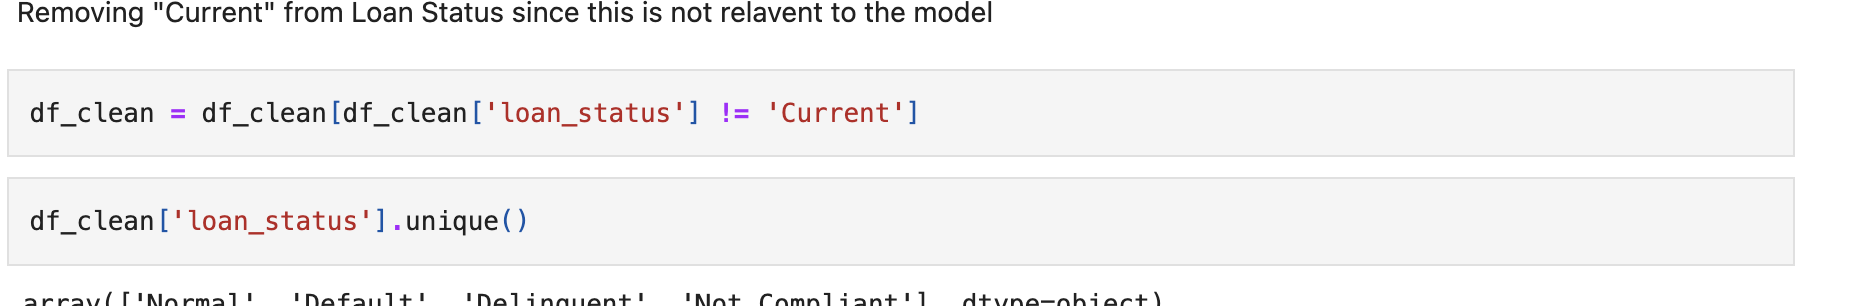 Removing "Current" from Loan Status since this is not relavent to the model
df_clean = df_clean[df_clean['loan_status'] != 'Current']
df_clean['loan_status'].unique()
array(['Normal', 'Default', 'Delinquent', 'Not Compliant'], dtype=object)